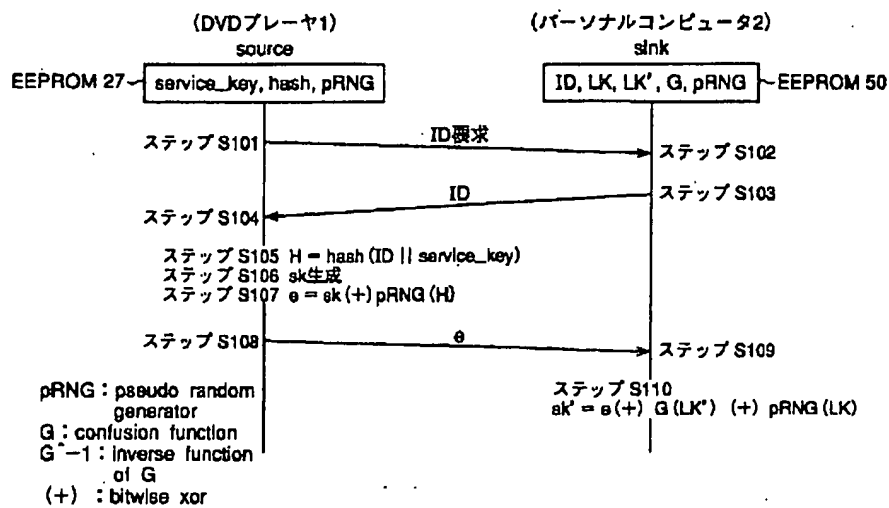 (DVDプレーヤ1)
source
(パーソナルコンピュータ2)
sink
EEPROM 27
service_key, hash, pRNG
ID, LK, LK', G, pRNG
EEPROM 50
ステップ S101
ID要求
ステップ S102
ID
ステップ S103
ステップ S104
ステップ S105 H = hash (ID || service_key)
ステップ S106 sk生成
ステップ S107 e = sk (+) pRNG (H)
ステップ S108
e
ステップ S109
ステップ S110
sk' = e (+) G (LK') (+) pRNG (LK)
pRNG : pseudo random
generator
G : confusion function
G^-1 : inverse function
of G
(+) : bitwise xor